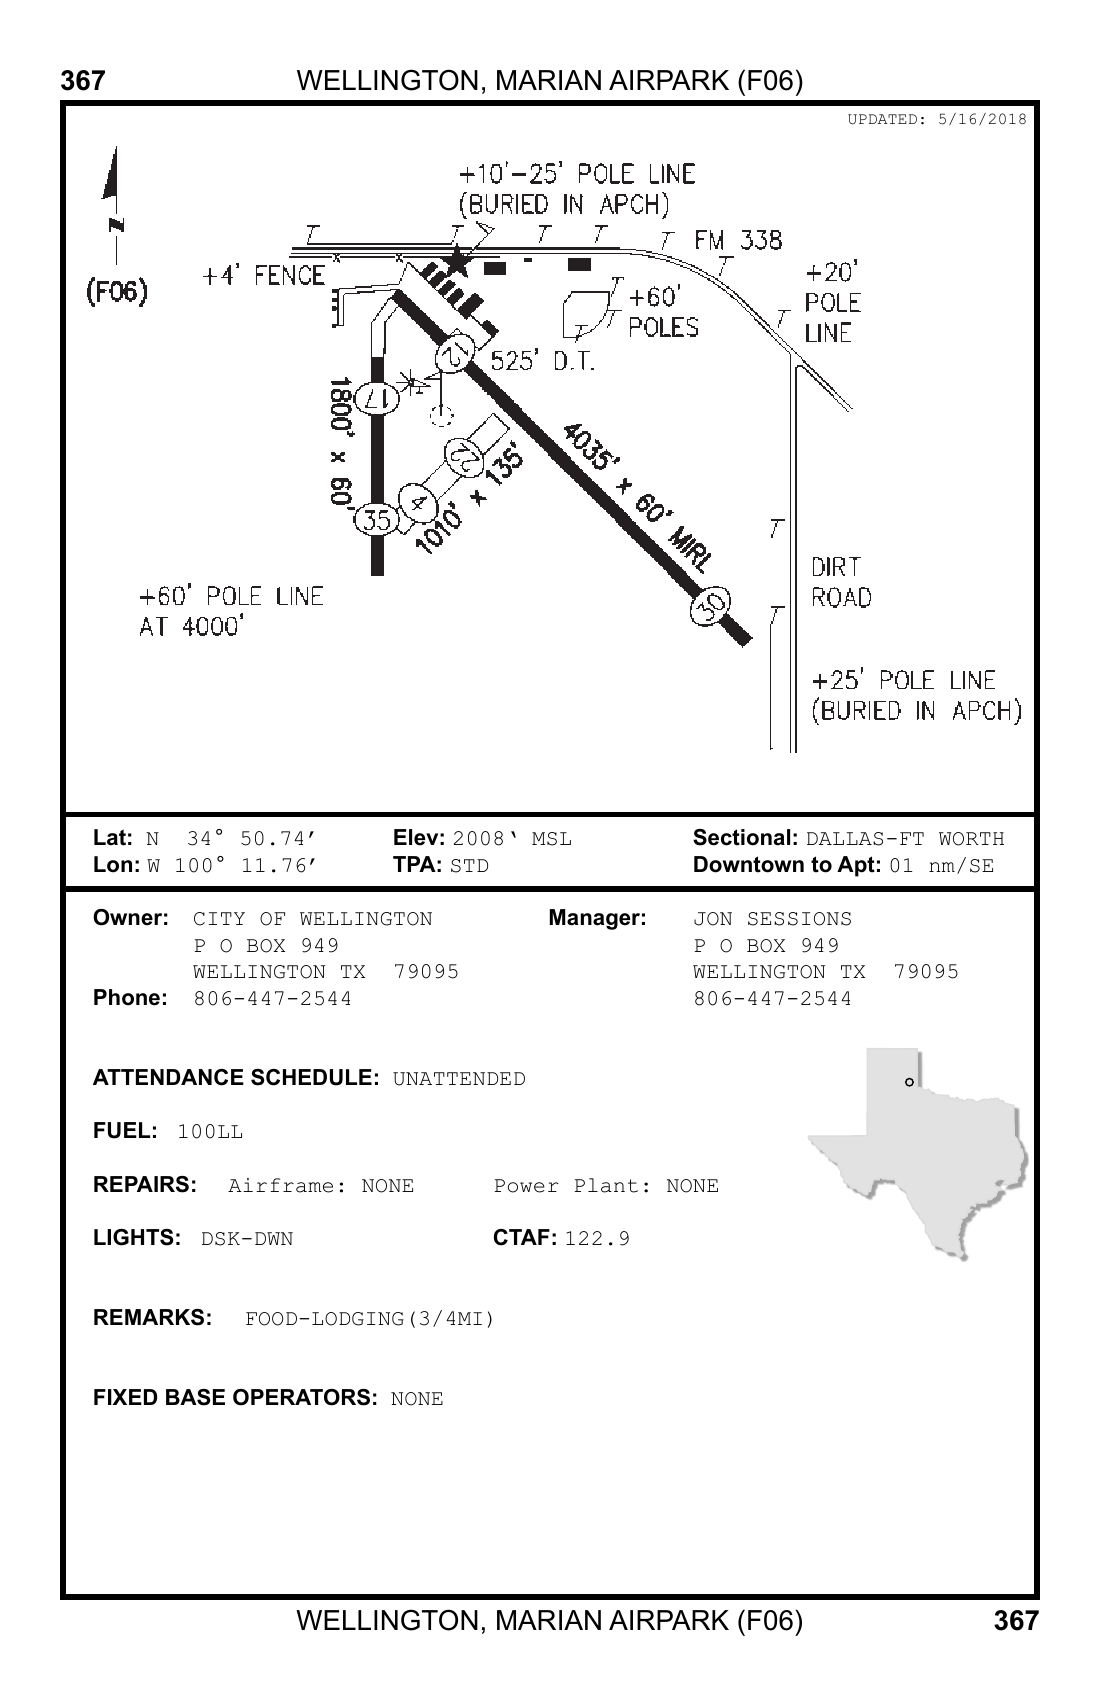 367 WELLINGTON, MARIAN AIRPARK (F06)
UPDATED: 5/16/2018
+10'-25' POLE LINE
(BURIED IN APCH)
N
(F06)
FM 338
+4' FENCE
+20'
POLE
LINE
+60'
POLES
525' D.T.
12
17
1800' x 60'
22
4
1010' x 135'
35
4035' x 60' MIRL
30
DIRT
ROAD
+60' POLE LINE
AT 4000'
+25' POLE LINE
(BURIED IN APCH)
Lat: N 34° 50.74′ Elev: 2008‘ MSL Sectional: DALLAS-FT WORTH
Lon: W 100° 11.76′ TPA: STD Downtown to Apt: 01 nm/SE
Owner: CITY OF WELLINGTON Manager: JON SESSIONS
P O BOX 949 P O BOX 949
WELLINGTON TX 79095 WELLINGTON TX 79095
Phone: 806-447-2544 806-447-2544
ATTENDANCE SCHEDULE: UNATTENDED
FUEL: 100LL
REPAIRS: Airframe: NONE Power Plant: NONE
LIGHTS: DSK-DWN CTAF: 122.9
REMARKS: FOOD-LODGING(3/4MI)
FIXED BASE OPERATORS: NONE
WELLINGTON, MARIAN AIRPARK (F06) 367